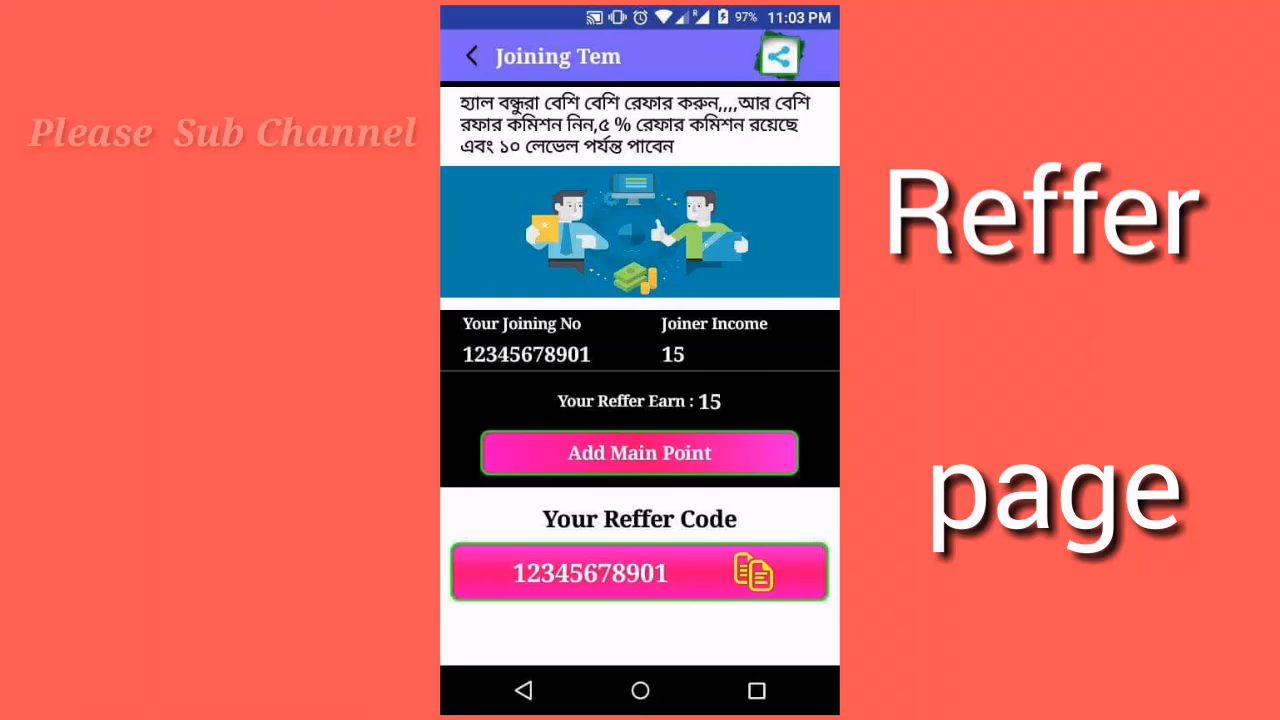 97% 11:03 PM
Joining Tem
Please Sub Channel
হ্যাল বন্ধুরা বেশি বেশি রেফার করুন,,,,আর বেশি
রফার কমিশন নিন,৫ % রেফার কমিশন রয়েছে
এবং ১০ লেভেল পর্যন্ত পাবেন
Reffer
Your Joining No
Joiner Income
12345678901
15
Your Reffer Earn : 15
Add Main Point
page
Your Reffer Code
12345678901